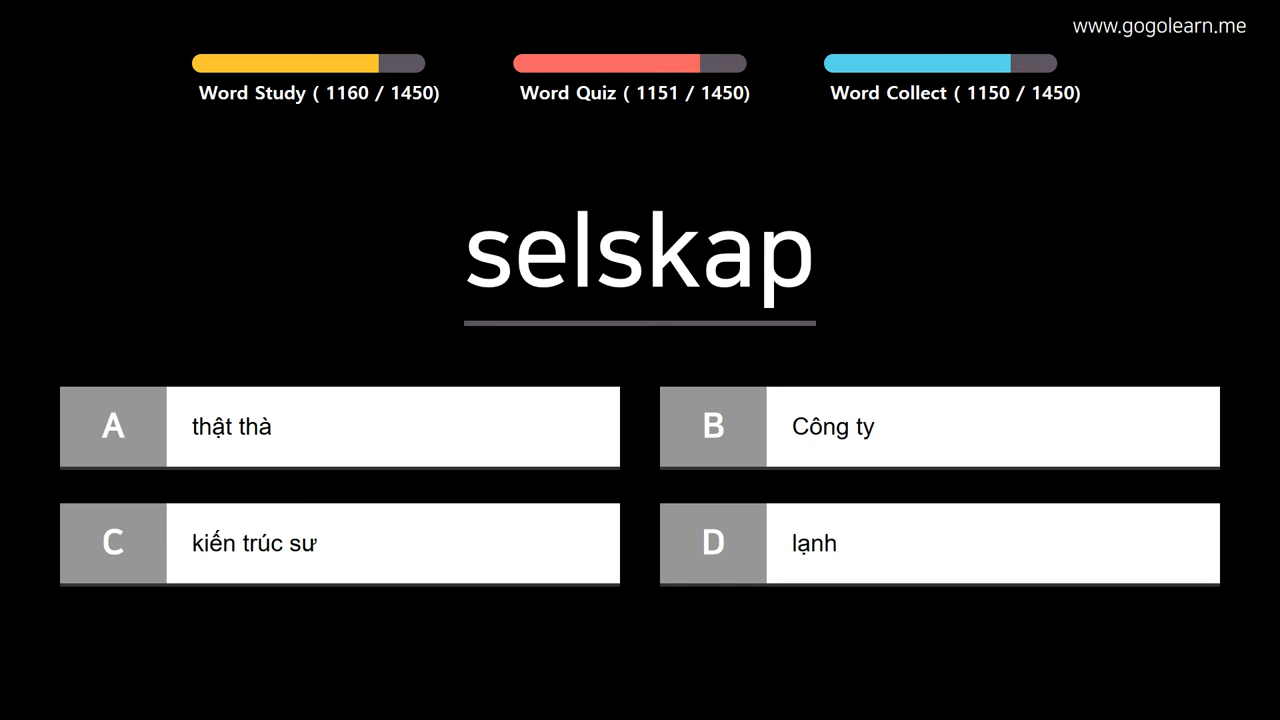 www.gogolearn.me
Word Study ( 1160 / 1450)
Word Quiz ( 1151 / 1450)
Word Collect ( 1150 / 1450)
selskap
A thật thà
B Công ty
C kiến trúc sư
D lạnh